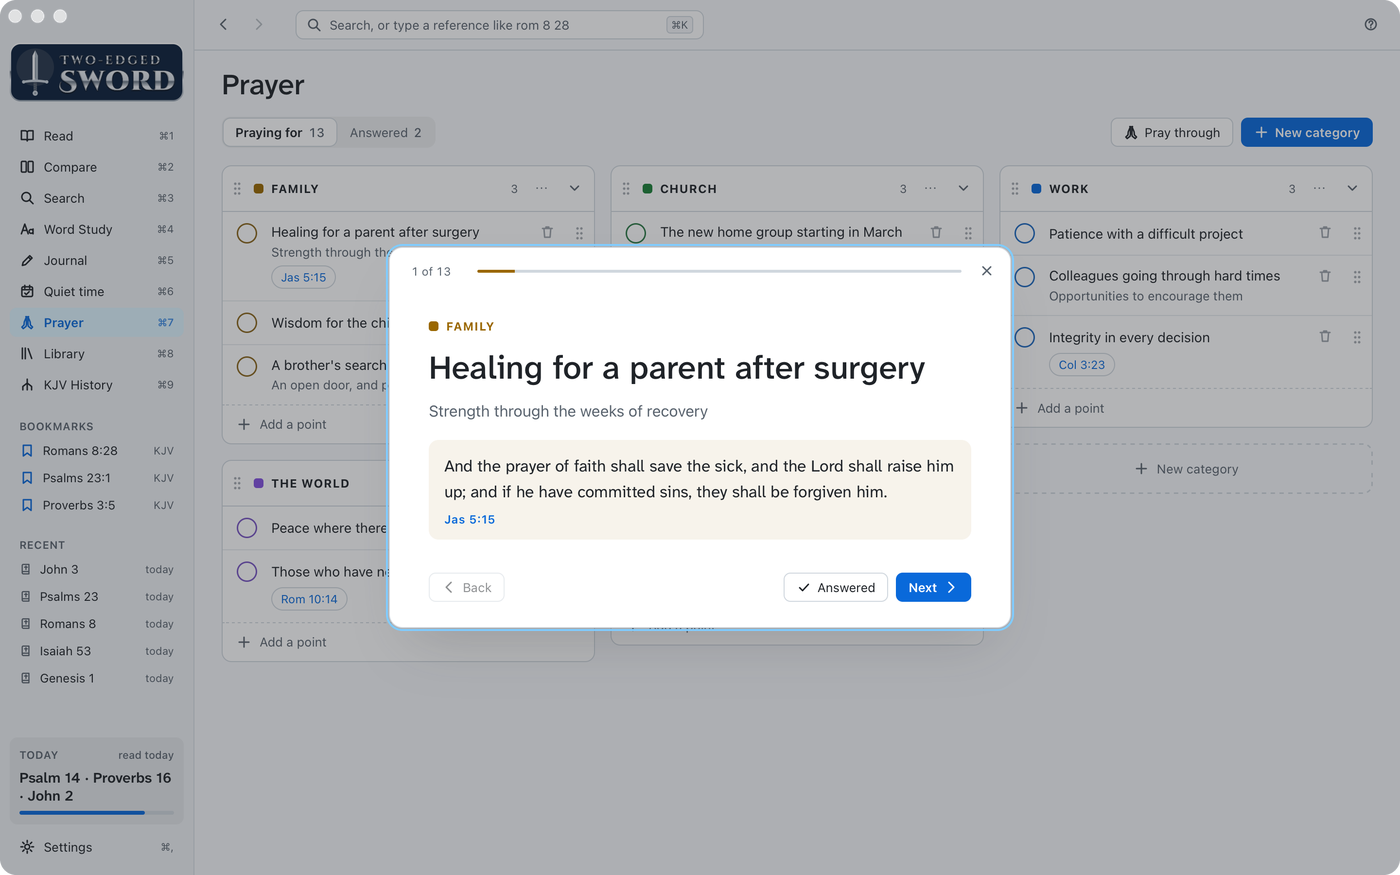 TWO-EDGED
SWORD
Search, or type a reference like rom 8 28
⌘K
Read ⌘1
Compare ⌘2
Search ⌘3
Word Study ⌘4
Journal ⌘5
Quiet time ⌘6
Prayer ⌘7
Library ⌘8
KJV History ⌘9
BOOKMARKS
Romans 8:28 KJV
Psalms 23:1 KJV
Proverbs 3:5 KJV
RECENT
John 3 today
Psalms 23 today
Romans 8 today
Isaiah 53 today
Genesis 1 today
TODAY read today
Psalm 14 · Proverbs 16
· John 2
Settings ⌘,
Prayer
Praying for 13 Answered 2
Pray through
New category
FAMILY 3
Healing for a parent after surgery
Strength through the
Jas 5:15
Wisdom for the
A brother's search
An open door, and
Add a point
THE WORLD
Peace where there
Those who have
Rom 10:14
Add a point
CHURCH 3
The new home group starting in March
WORK 3
Patience with a difficult project
Colleagues going through hard times
Opportunities to encourage them
Integrity in every decision
Col 3:23
Add a point
New category
1 of 13
FAMILY
Healing for a parent after surgery
Strength through the weeks of recovery
And the prayer of faith shall save the sick, and the Lord shall raise him
up; and if he have committed sins, they shall be forgiven him.
Jas 5:15
Back
Answered
Next